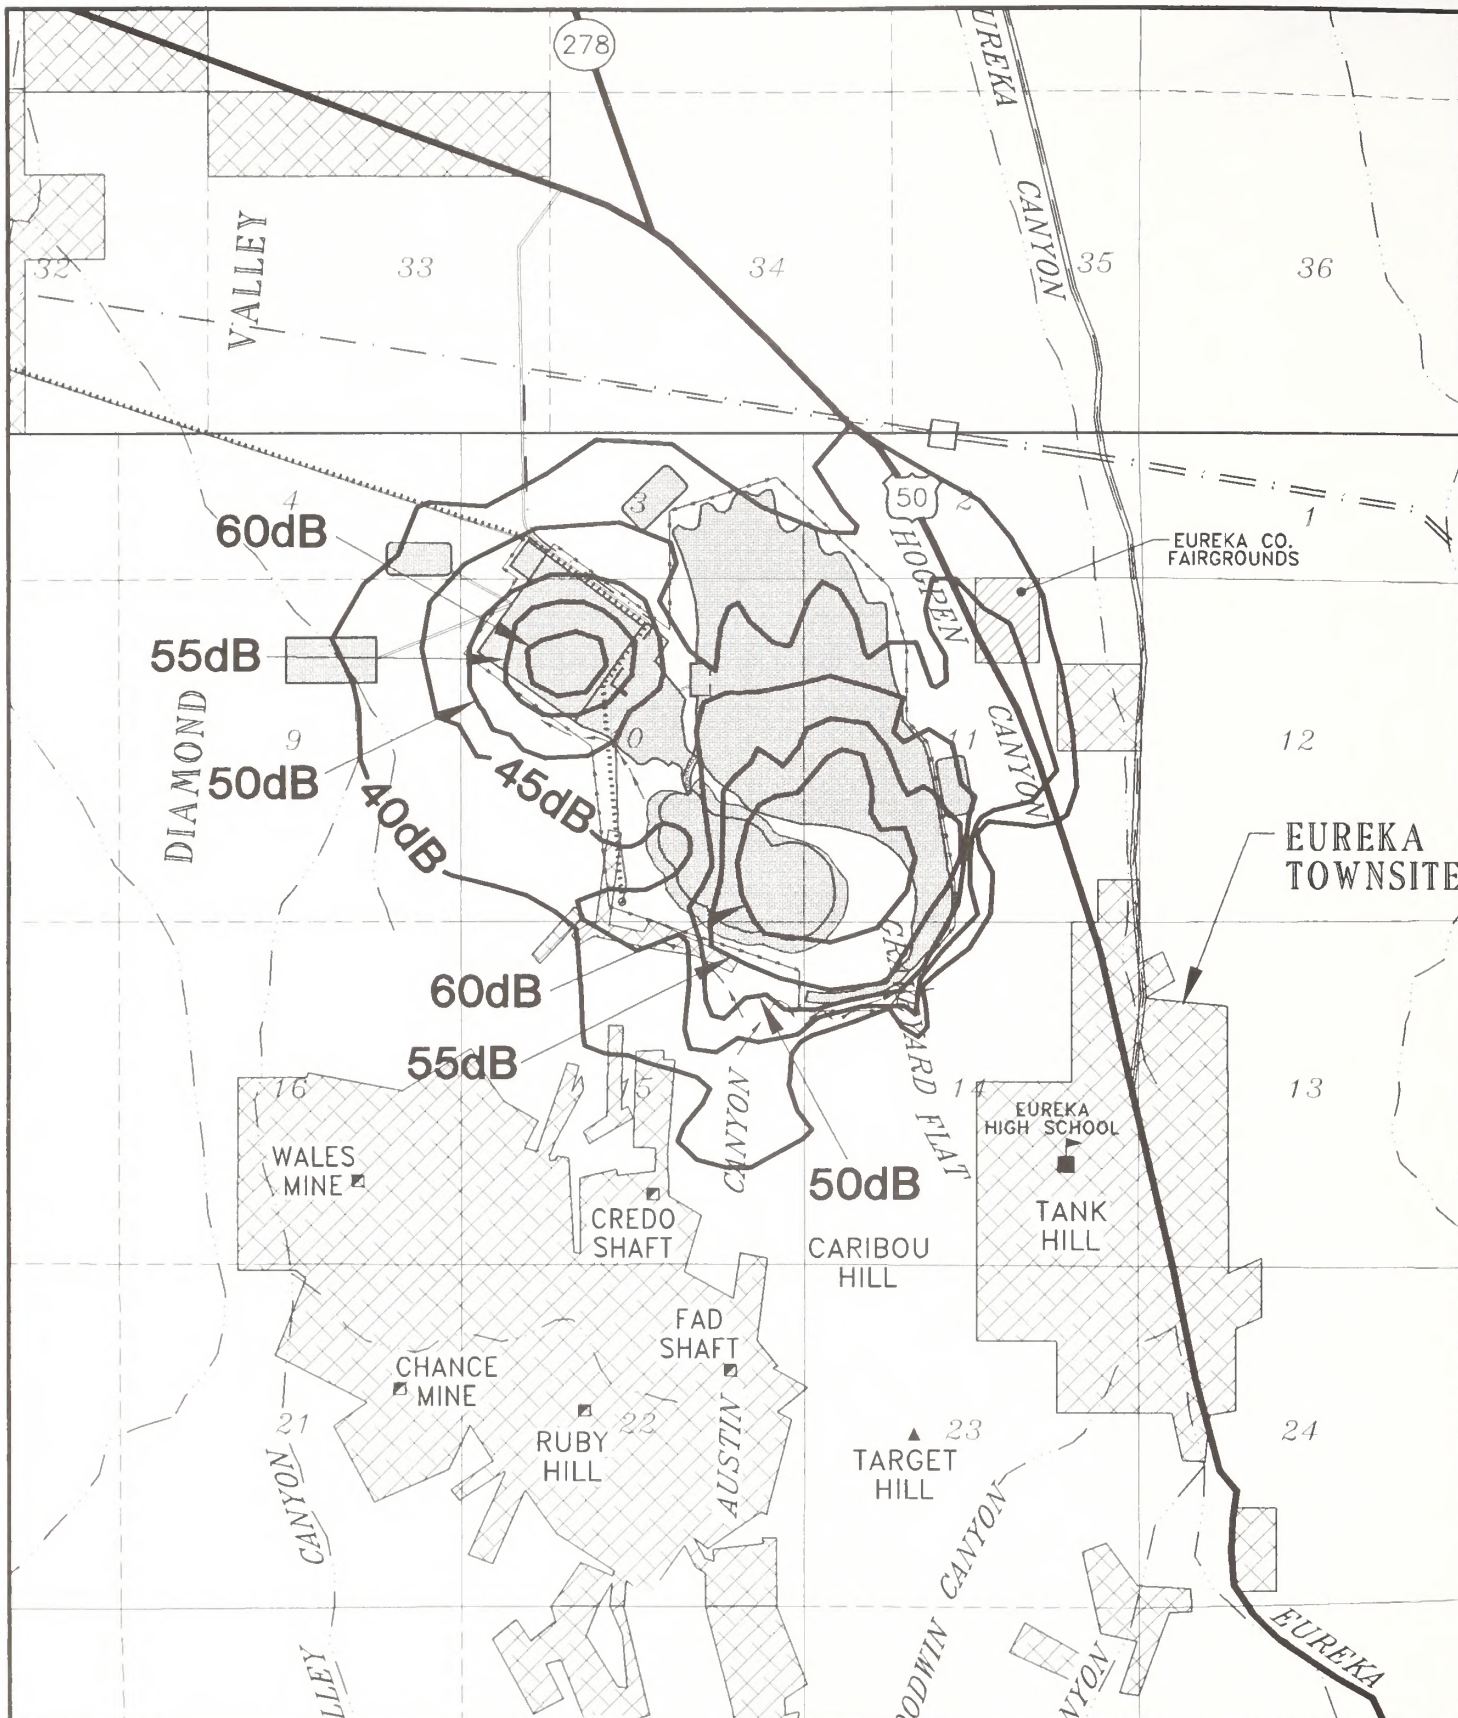 278
EUREKA
CANYON
VALLEY
32
33
34
35
36
4
3
50
2
1
60dB
HOGPEN
EUREKA CO.
FAIRGROUNDS
55dB
DIAMOND
9
0
11
CANYON
12
50dB
45dB
40dB
EUREKA
TOWNSITE
60dB
55dB
16
15
CANYON
14
13
EUREKA
HIGH SCHOOL
WALES
MINE
50dB
CREDO
SHAFT
CARIBOU
HILL
TANK
HILL
FAD
SHAFT
CHANCE
MINE
21
RUBY
HILL
22
AUSTIN
23
TARGET
HILL
24
CANYON
CANYON
EUREKA